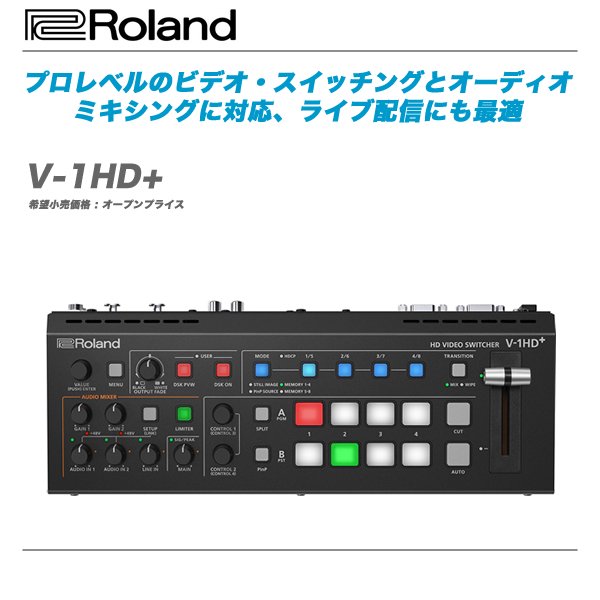 Roland
プロレベルのビデオ・スイッチングとオーディオ
ミキシングに対応、ライブ配信にも最適
V-1HD+
希望小売価格：オープンプライス
Roland
HD VIDEO SWITCHER V-1HD+
USER
MODE HDCP 1/5 2/6 3/7 4/8 TRANSITION
VALUE
(PUSH) ENTER
MENU
BLACK WHITE
OUTPUT FADE
DSK PVW DSK ON
STILL IMAGE MEMORY 1-4
PinP SOURCE MEMORY 5-8
MIX WIPE
AUDIO MIXER
GAIN 1 GAIN 2 SETUP LIMITER
+48V +48V
CONTROL 1
(CONTROL 3)
SPLIT
A
PGM
1 2 3 4
CUT
SIG/PEAK
AUDIO IN 1 AUDIO IN 2 LINE IN MAIN
CONTROL 2
(CONTROL 4)
PinP
B
PST
AUTO